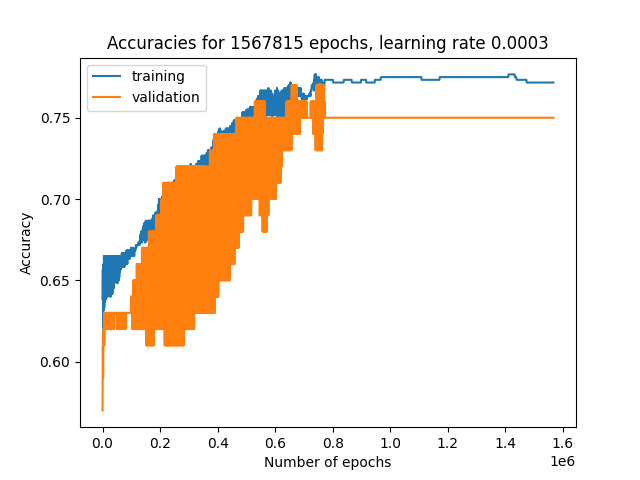 Accuracies for 1567815 epochs, learning rate 0.0003
training
validation
Accuracy
0.75
0.70
0.65
0.60
0.0 0.2 0.4 0.6 0.8 1.0 1.2 1.4 1.6
1e6
Number of epochs